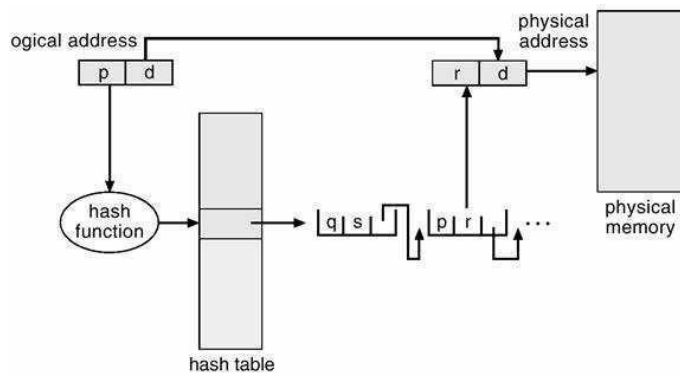 ogical address
physical
address
p d
r d
hash
function
q s
p r
...
physical
memory
hash table